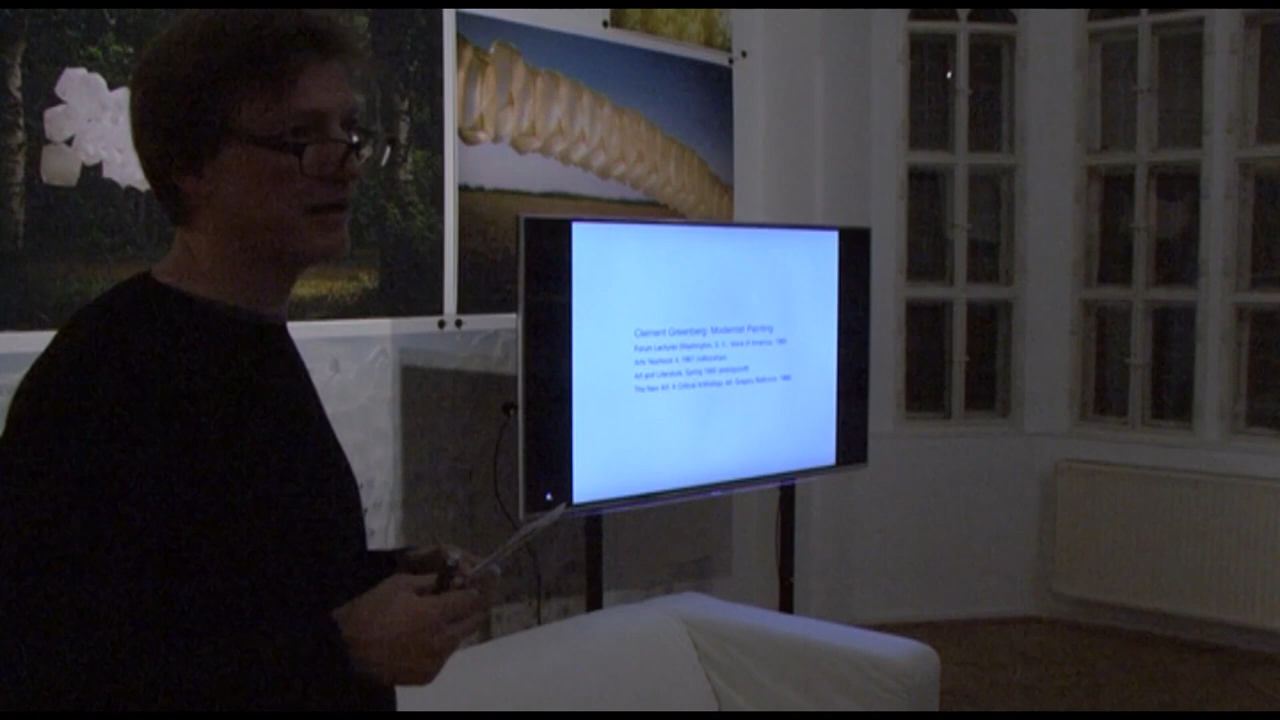 Clement Greenberg: Modernist Painting
Forum Lectures (Washington, D. C.: Voice of America, 1960
Arts Yearbook 4, 1961
Art and Literature, Spring 1965
The New Art: A Critical Anthology, ed. Gregory Battcock, 1966